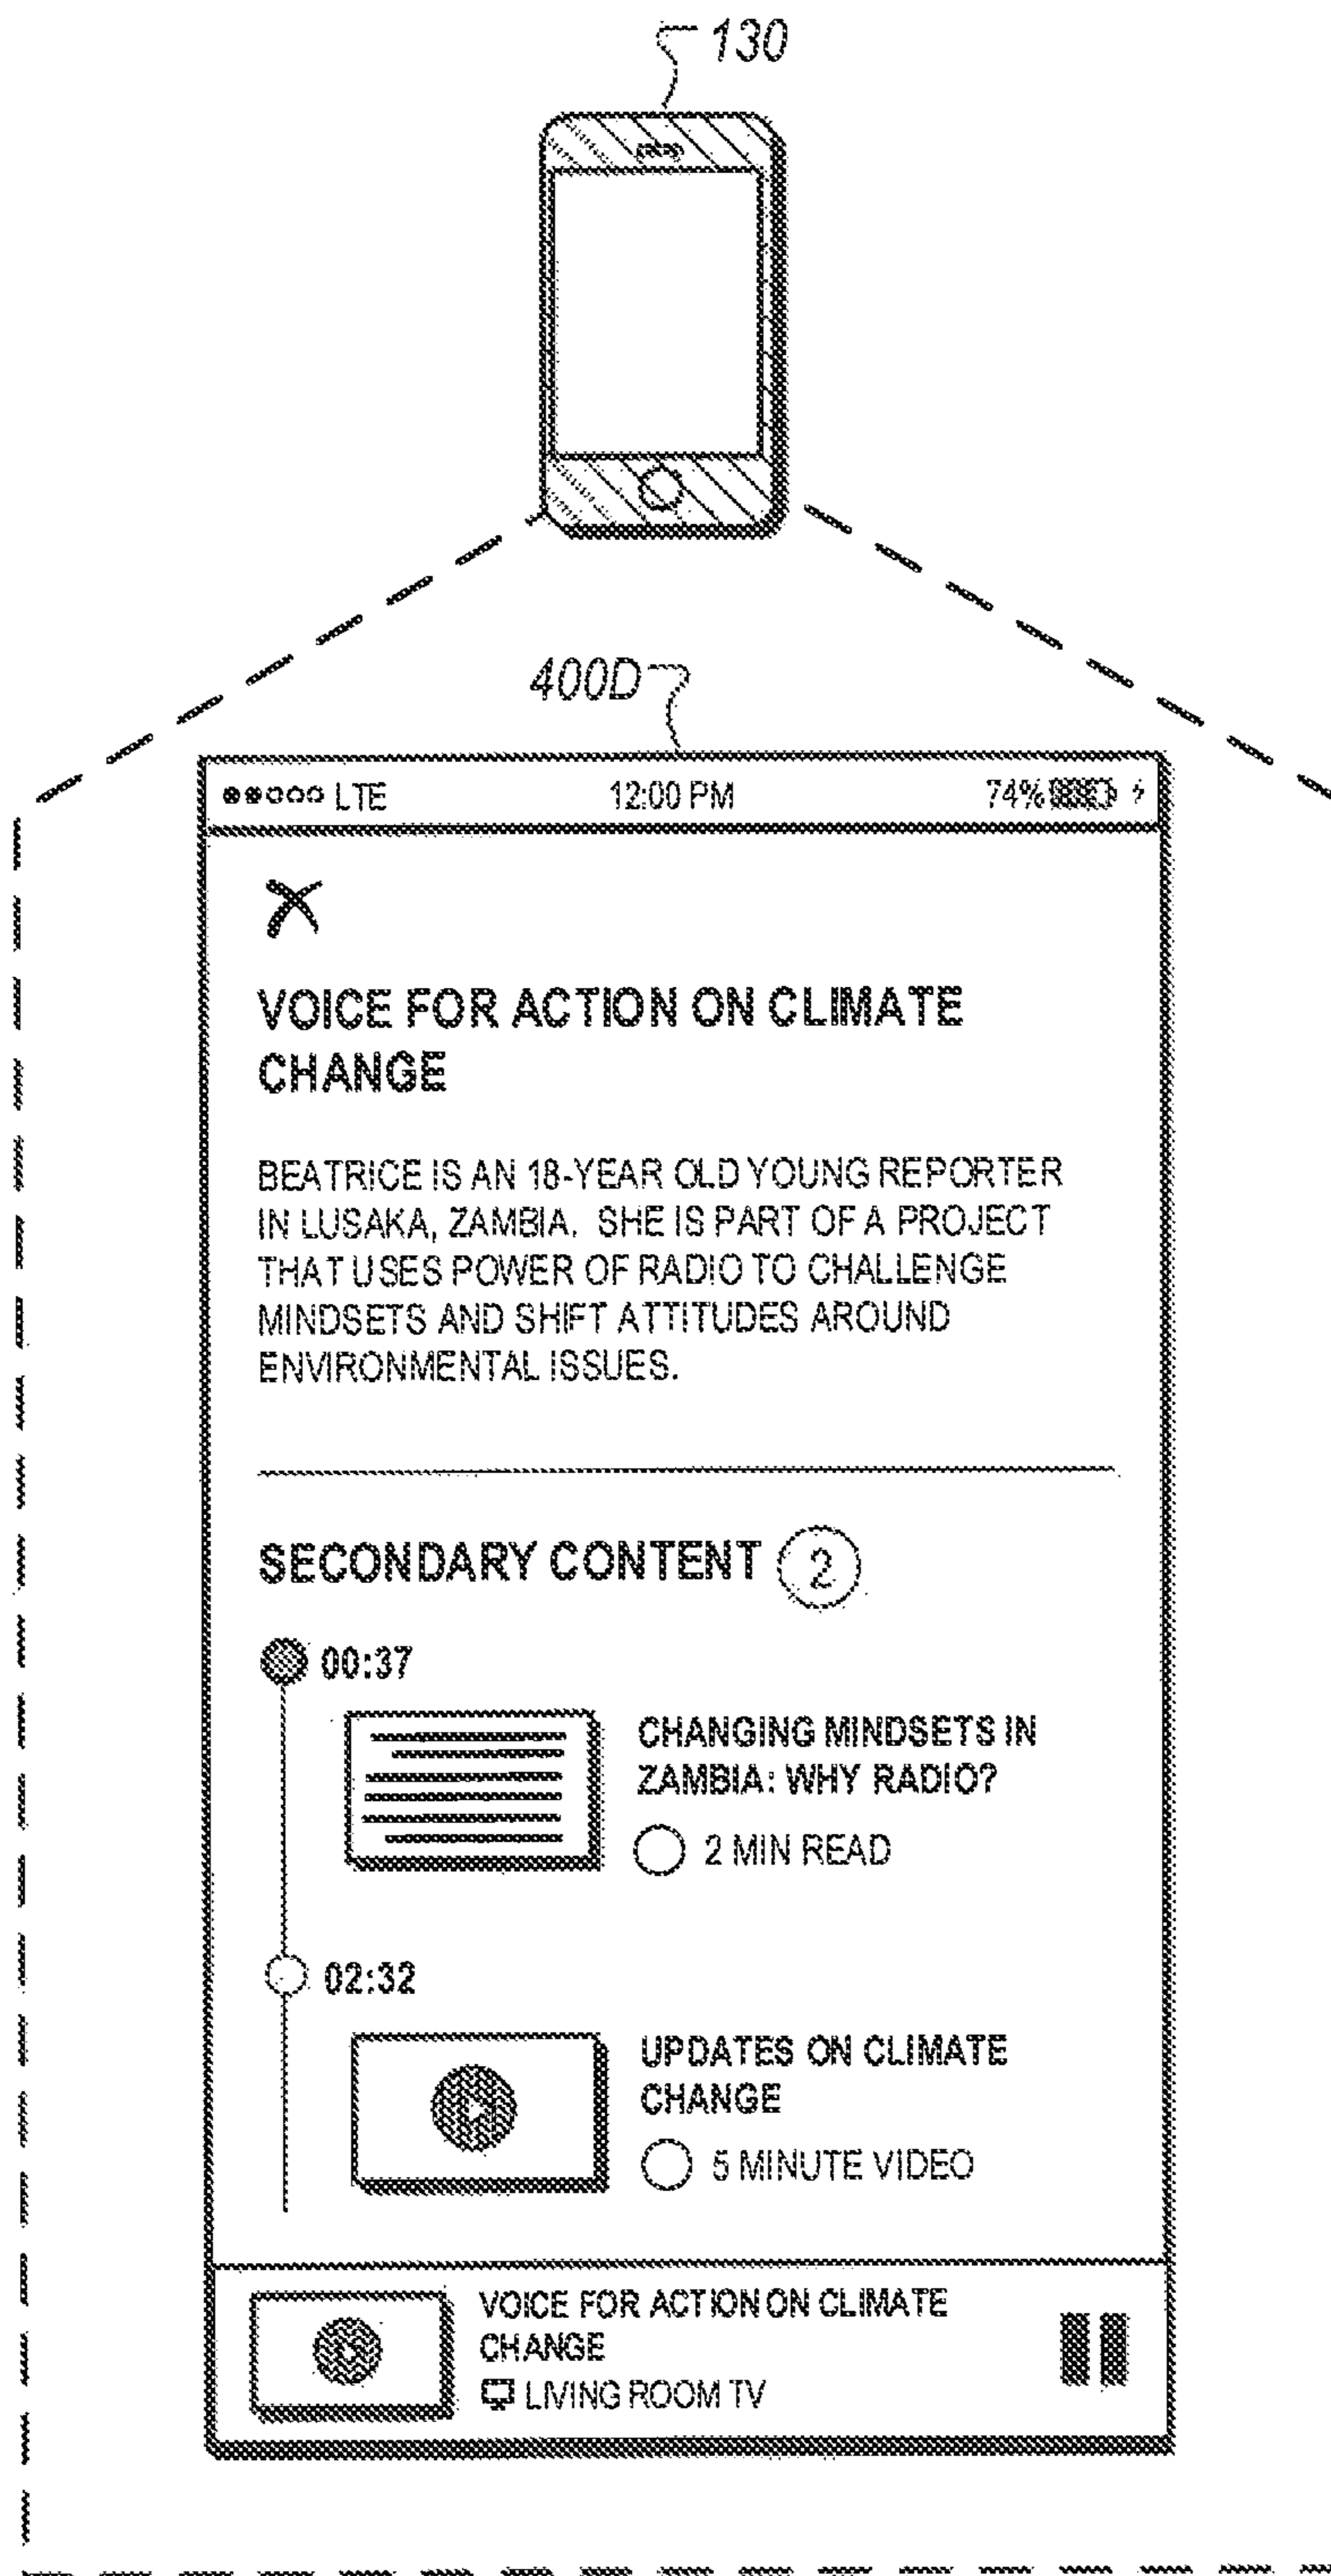 130
400D
LTE 12:00 PM 74%
VOICE FOR ACTION ON CLIMATE
CHANGE
BEATRICE IS AN 18-YEAR OLD YOUNG REPORTER
IN LUSAKA, ZAMBIA. SHE IS PART OF A PROJECT
THAT USES POWER OF RADIO TO CHALLENGE
MINDSETS AND SHIFT ATTITUDES AROUND
ENVIRONMENTAL ISSUES.
SECONDARY CONTENT 2
00:37
CHANGING MINDSETS IN
ZAMBIA: WHY RADIO?
2 MIN READ
02:32
UPDATES ON CLIMATE
CHANGE
5 MINUTE VIDEO
VOICE FOR ACTION ON CLIMATE
CHANGE
LIVING ROOM TV